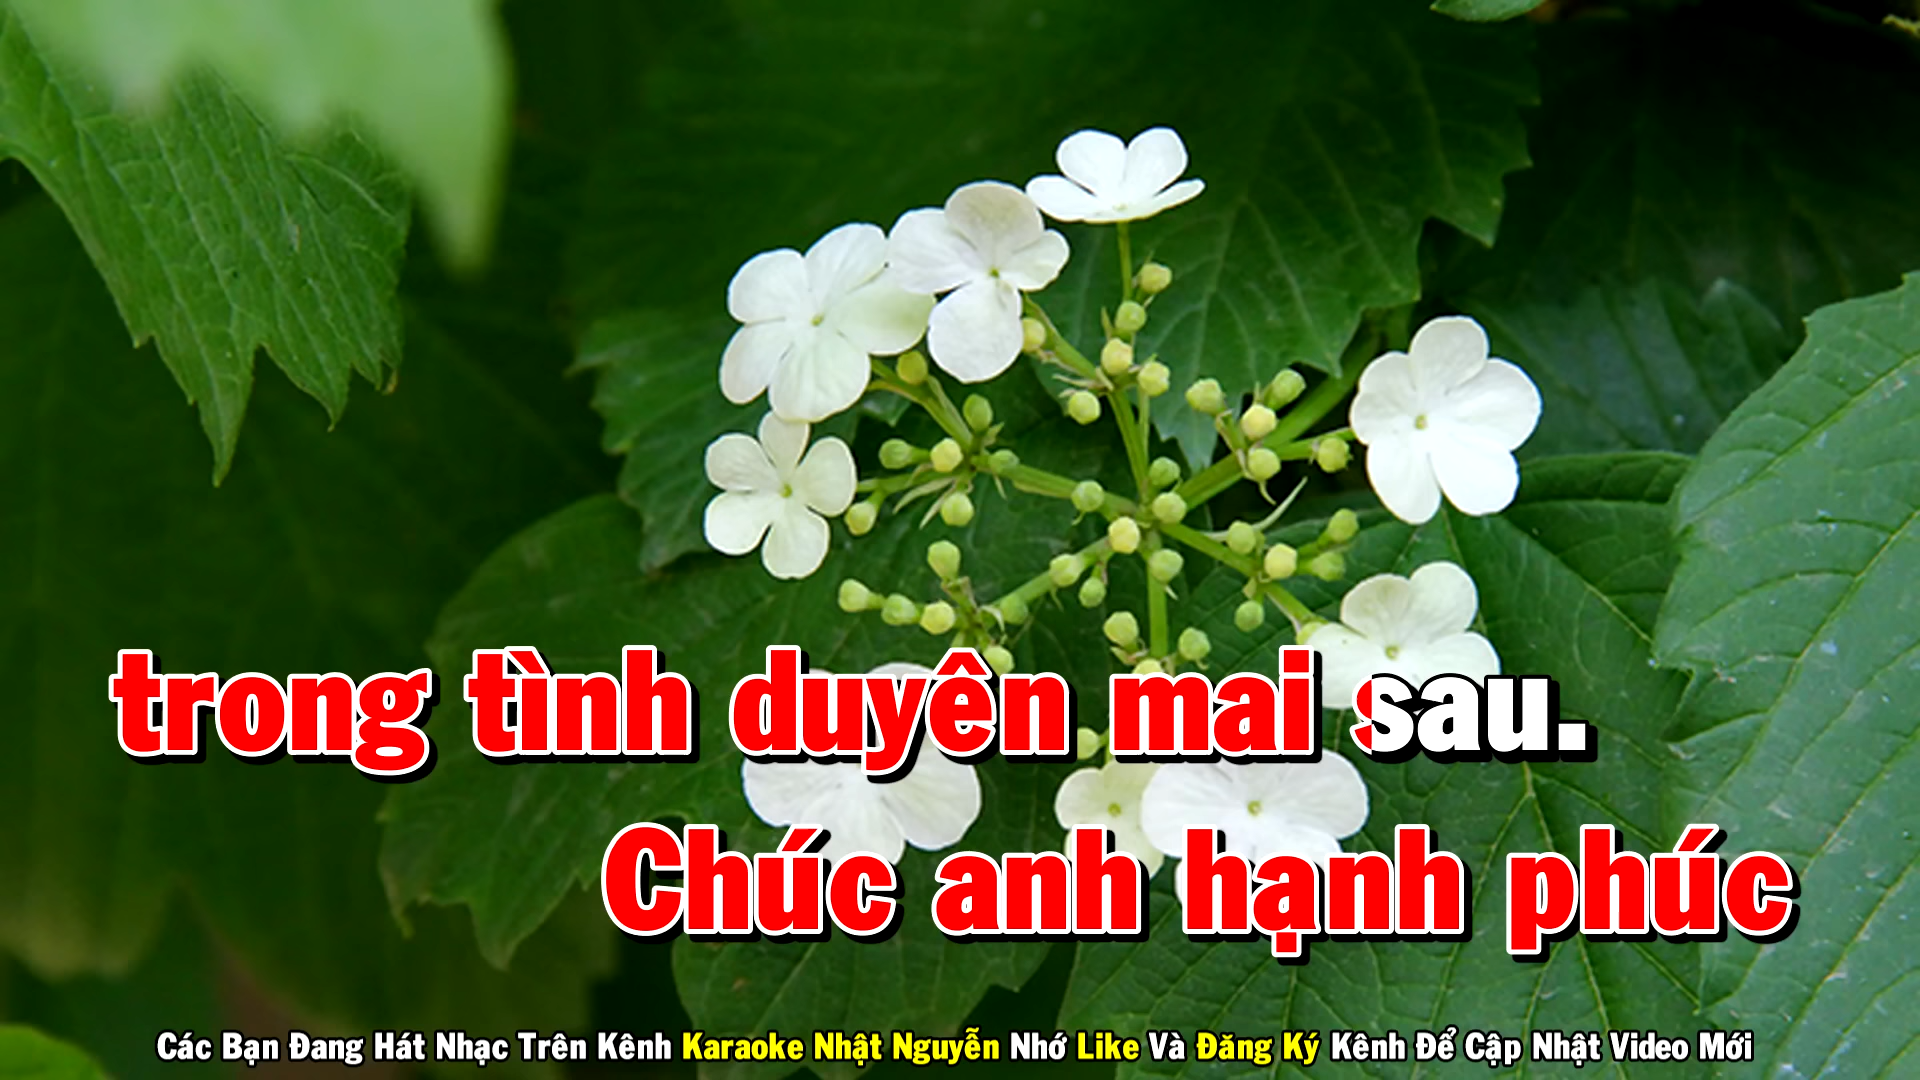 trong tình duyên mai sau.
Chúc anh hạnh phúc
Các Bạn Đang Hát Nhạc Trên Kênh Karaoke Nhật Nguyễn Nhớ Like Và Đăng Ký Kênh Để Cập Nhật Video Mới